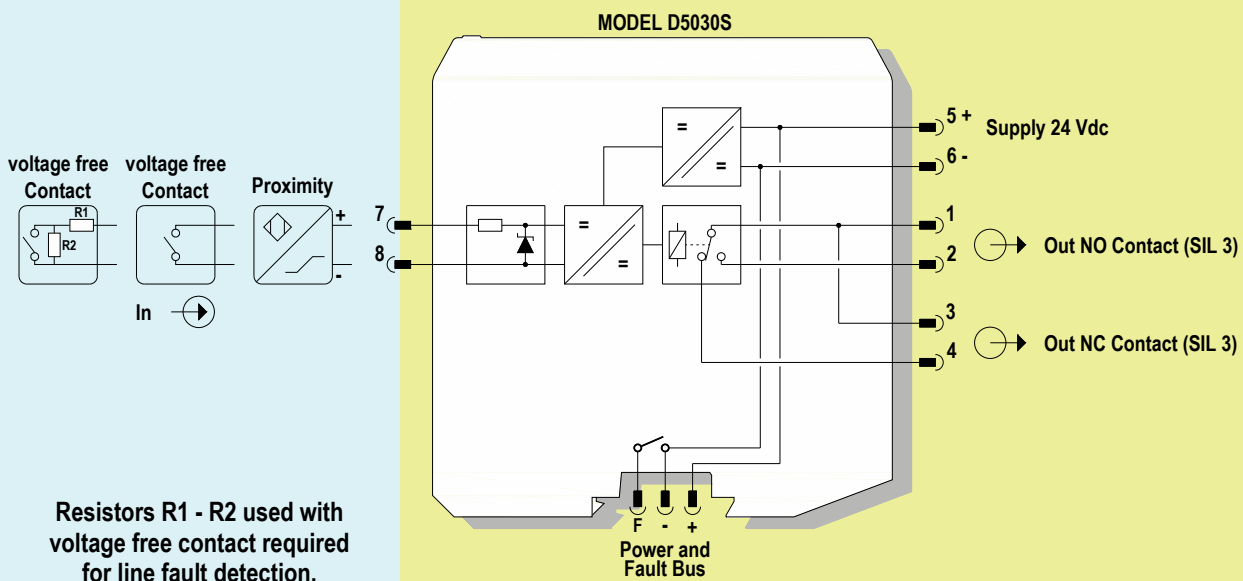 MODEL D5030S
voltage free
Contact
voltage free
Contact
Proximity
R1
R2
+
-
In
7
8
=
=
=
=
5 +
Supply 24 Vdc
6 -
1
2
Out NO Contact (SIL 3)
3
4
Out NC Contact (SIL 3)
F - +
Power and
Fault Bus
Resistors R1 - R2 used with
voltage free contact required
for line fault detection.